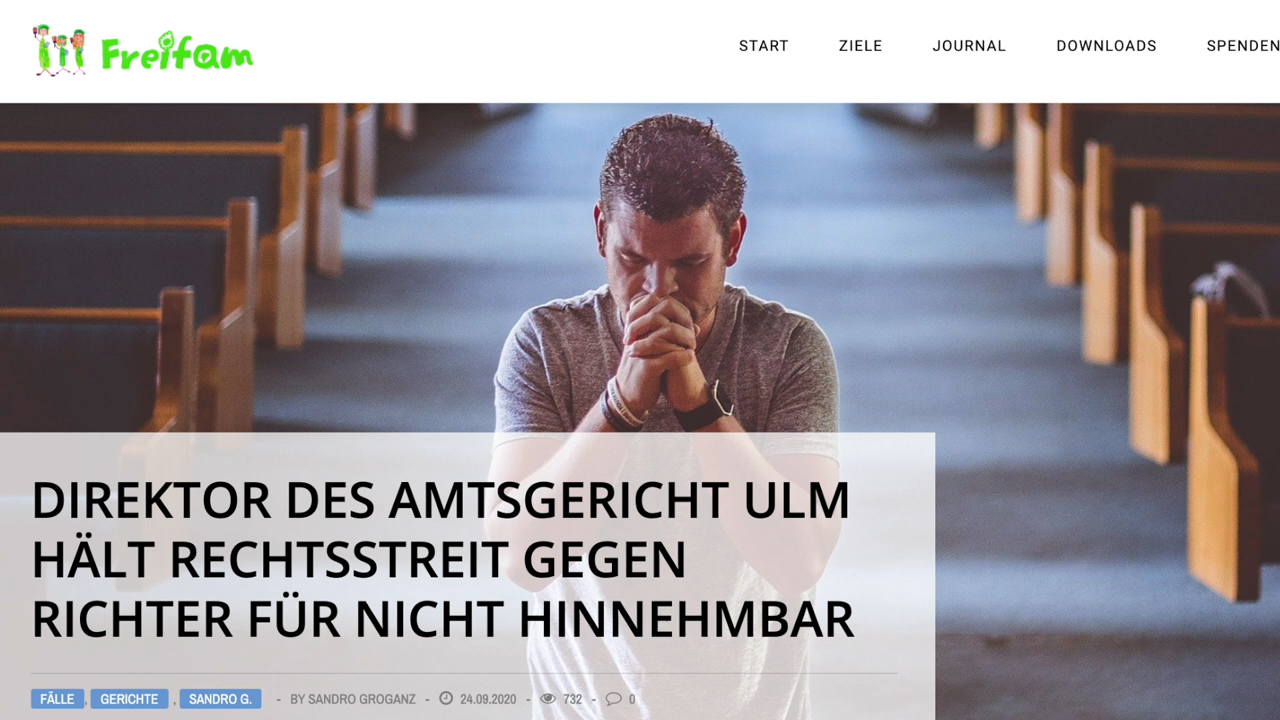 Freifam
START ZIELE JOURNAL DOWNLOADS SPENDEN
DIREKTOR DES AMTSGERICHT ULM
HÄLT RECHTSSTREIT GEGEN
RICHTER FÜR NICHT HINNEHMBAR
FÄLLE , GERICHTE , SANDRO G. - BY SANDRO GROGANZ - 24.09.2020 - 732 - 0